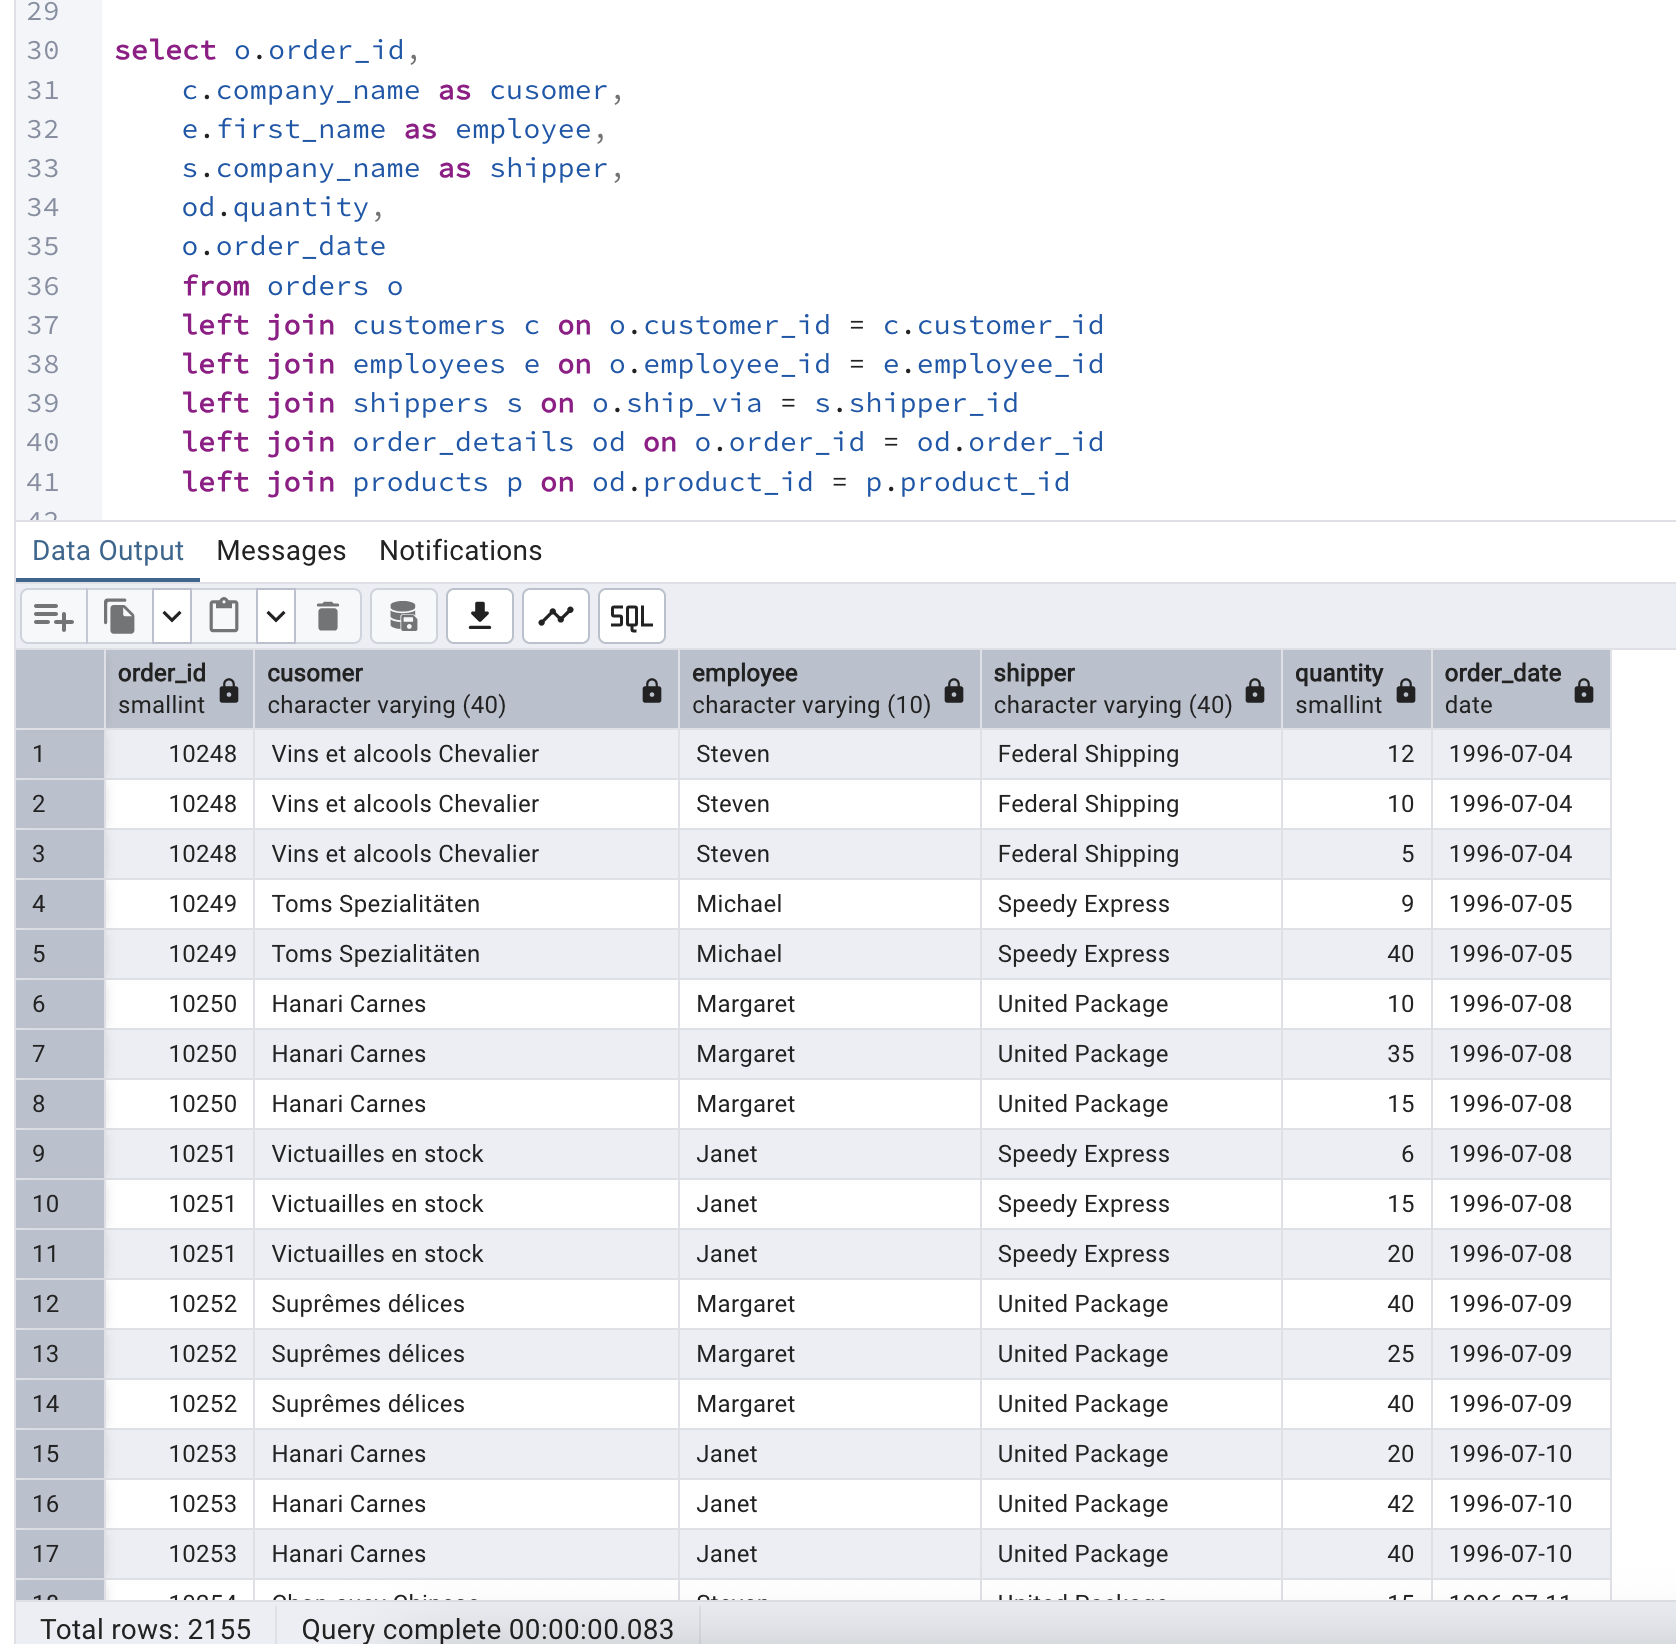 29
30 select o.order_id,
31 c.company_name as cusomer,
32 e.first_name as employee,
33 s.company_name as shipper,
34 od.quantity,
35 o.order_date
36 from orders o
37 left join customers c on o.customer_id = c.customer_id
38 left join employees e on o.employee_id = e.employee_id
39 left join shippers s on o.ship_via = s.shipper_id
40 left join order_details od on o.order_id = od.order_id
41 left join products p on od.product_id = p.product_id
42
Data Output Messages Notifications
SQL
order_id cusomer employee shipper quantity order_date
smallint character varying (40) character varying (10) character varying (40) smallint date
1 10248 Vins et alcools Chevalier Steven Federal Shipping 12 1996-07-04
2 10248 Vins et alcools Chevalier Steven Federal Shipping 10 1996-07-04
3 10248 Vins et alcools Chevalier Steven Federal Shipping 5 1996-07-04
4 10249 Toms Spezialitäten Michael Speedy Express 9 1996-07-05
5 10249 Toms Spezialitäten Michael Speedy Express 40 1996-07-05
6 10250 Hanari Carnes Margaret United Package 10 1996-07-08
7 10250 Hanari Carnes Margaret United Package 35 1996-07-08
8 10250 Hanari Carnes Margaret United Package 15 1996-07-08
9 10251 Victuailles en stock Janet Speedy Express 6 1996-07-08
10 10251 Victuailles en stock Janet Speedy Express 15 1996-07-08
11 10251 Victuailles en stock Janet Speedy Express 20 1996-07-08
12 10252 Suprêmes délices Margaret United Package 40 1996-07-09
13 10252 Suprêmes délices Margaret United Package 25 1996-07-09
14 10252 Suprêmes délices Margaret United Package 40 1996-07-09
15 10253 Hanari Carnes Janet United Package 20 1996-07-10
16 10253 Hanari Carnes Janet United Package 42 1996-07-10
17 10253 Hanari Carnes Janet United Package 40 1996-07-10
Total rows: 2155 Query complete 00:00:00.083